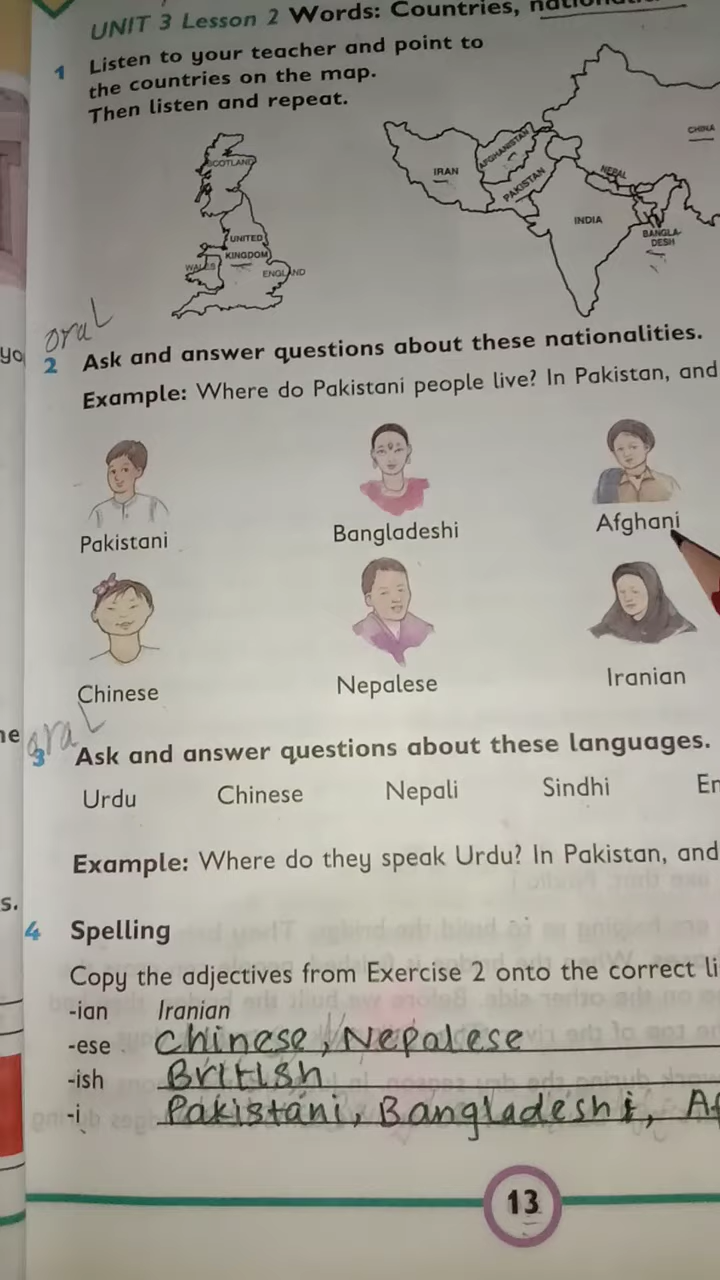 UNIT 3 Lesson 2 Words: Countries,
1 Listen to your teacher and point to
the countries on the map.
Then listen and repeat.
SCOTLAND
UNITED
KINGDOM
WALES
ENGLAND
IRAN
AFGHANISTAN
PAKISTAN
NEPAL
CHINA
INDIA
BANGLA-
DESH
oral
yo
2 Ask and answer questions about these nationalities.
Example: Where do Pakistani people live? In Pakistan, and
Pakistani Bangladeshi Afghani
Chinese Nepalese Iranian
ne
oral
3 Ask and answer questions about these languages.
Urdu Chinese Nepali Sindhi En
Example: Where do they speak Urdu? In Pakistan, and
s.
4 Spelling
Copy the adjectives from Exercise 2 onto the correct li
-ian Iranian
-ese Chinese, Nepalese
-ish British
-i Pakistani, Bangladeshi, Af
13